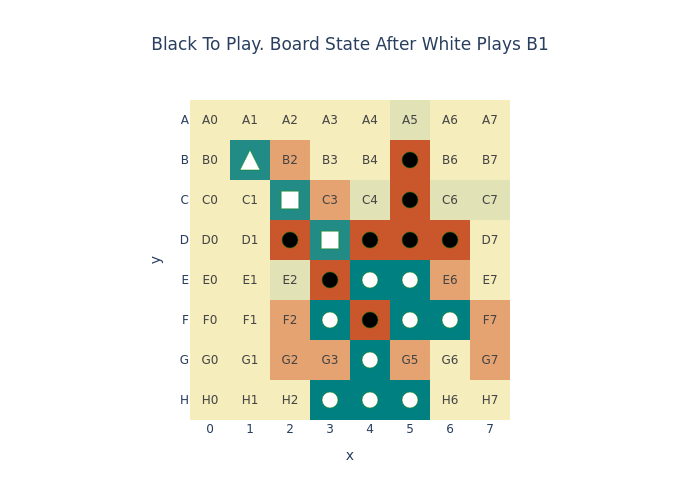 Black To Play. Board State After White Plays B1
A A0 A1 A2 A3 A4 A5 A6 A7
B B0 B2 B3 B4 B6 B7
C C0 C1 C3 C4 C6 C7
D D0 D1 D7
E E0 E1 E2 E6 E7
F F0 F1 F2 F7
G G0 G1 G2 G3 G5 G6 G7
H H0 H1 H2 H6 H7
0 1 2 3 4 5 6 7
x
y